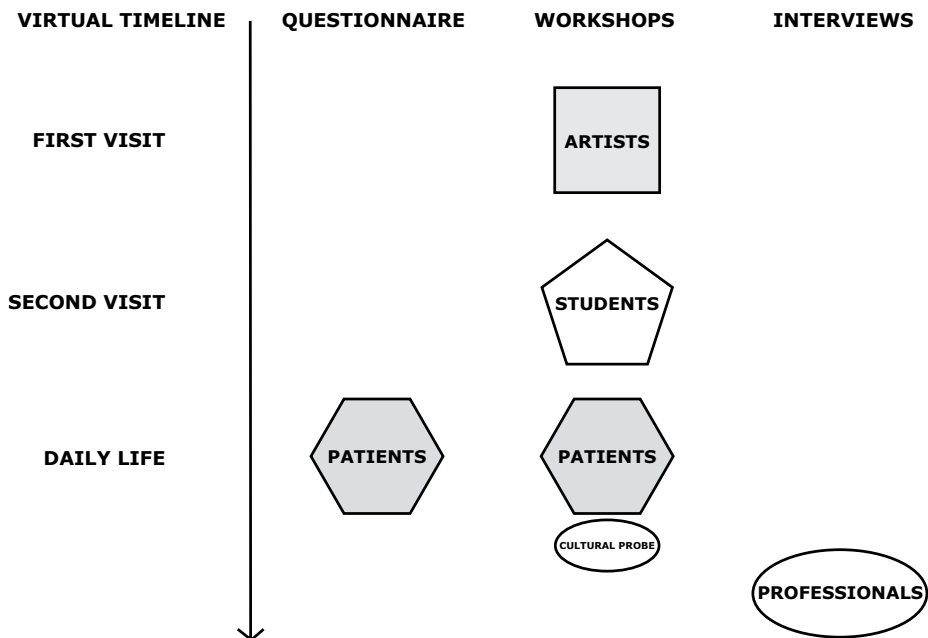 VIRTUAL TIMELINE QUESTIONNAIRE WORKSHOPS INTERVIEWS
FIRST VISIT ARTISTS
SECOND VISIT STUDENTS
DAILY LIFE PATIENTS PATIENTS
CULTURAL PROBE
PROFESSIONALS